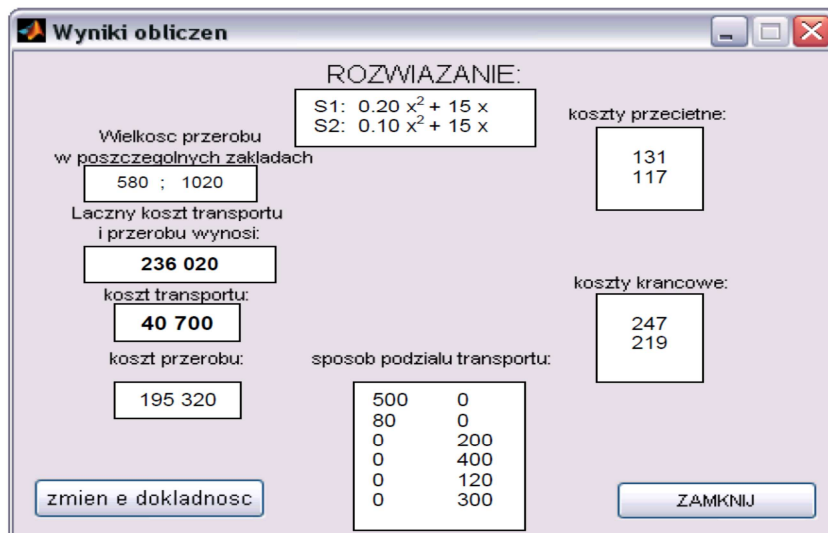 Wyniki obliczen
ROZWIAZANIE:
S1: 0.20 x² + 15 x
S2: 0.10 x² + 15 x
Wielkosc przerobu
w poszczegolnych zakladach
580 ; 1020
Laczny koszt transportu
i przerobu wynosi:
236 020
koszt transportu:
40 700
koszt przerobu:
195 320
zmien e dokladnosc
sposob podzialu transportu:
500 0
80 0
0 200
0 400
0 120
0 300
koszty przecietne:
131
117
koszty krancowe:
247
219
ZAMKNIJ